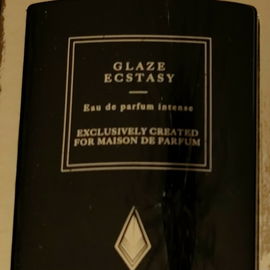 GLAZE
ECSTASY
Eau de parfum intense
EXCLUSIVELY CREATED
FOR MAISON DE PARFUM